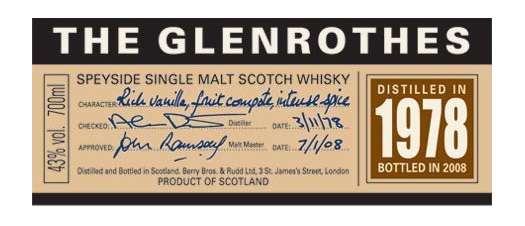 THE GLENROTHES
43% vol. 700ml
SPEYSIDE SINGLE MALT SCOTCH WHISKY
CHARACTER: Rich vanilla, fruit compote, intense spice
CHECKED: Distiller DATE: 3/11/78
APPROVED: John Ramsay Malt Master DATE: 7/1/08
Distilled and Bottled in Scotland. Berry Bros. & Rudd Ltd, 3 St. James's Street, London
PRODUCT OF SCOTLAND
DISTILLED IN
1978
BOTTLED IN 2008